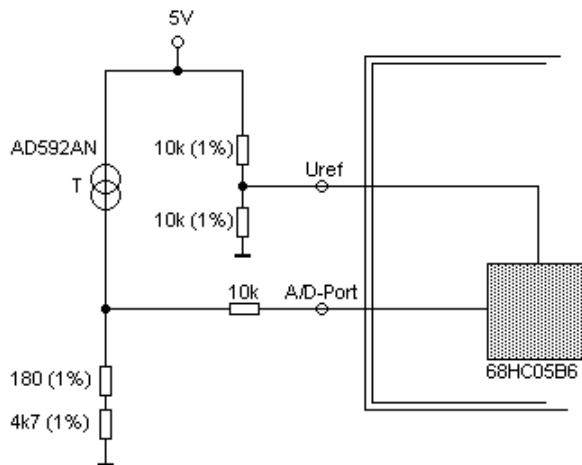 5V
AD592AN
T
10k (1%)
Uref
10k (1%)
10k
A/D-Port
68HC05B6
180 (1%)
4k7 (1%)